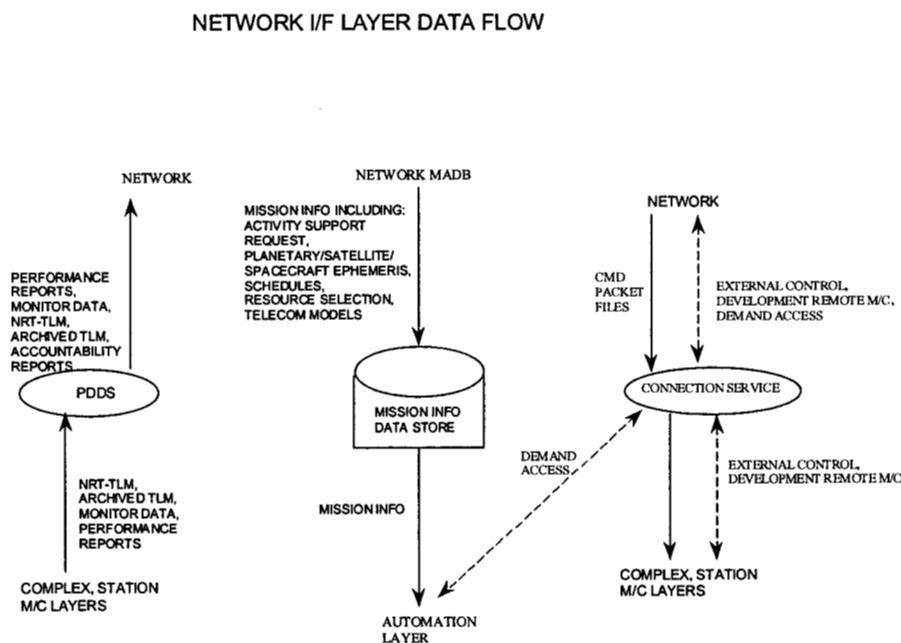 NETWORK I/F LAYER DATA FLOW
NETWORK
PERFORMANCE
REPORTS,
MONITOR DATA,
NRT-TLM,
ARCHIVED TLM,
ACCOUNTABILITY
REPORTS
PDDS
NRT-TLM,
ARCHIVED TLM,
MONITOR DATA,
PERFORMANCE
REPORTS
COMPLEX, STATION
M/C LAYERS
NETWORK MADB
MISSION INFO INCLUDING:
ACTIVITY SUPPORT
REQUEST,
PLANETARY/SATELLITE/
SPACECRAFT EPHEMERIS,
SCHEDULES,
RESOURCE SELECTION,
TELECOM MODELS
MISSION INFO
DATA STORE
MISSION INFO
AUTOMATION
LAYER
DEMAND
ACCESS
NETWORK
CMD
PACKET
FILES
EXTERNAL CONTROL,
DEVELOPMENT REMOTE M/C,
DEMAND ACCESS
CONNECTION SERVICE
EXTERNAL CONTROL,
DEVELOPMENT REMOTE M/C
COMPLEX, STATION
M/C LAYERS